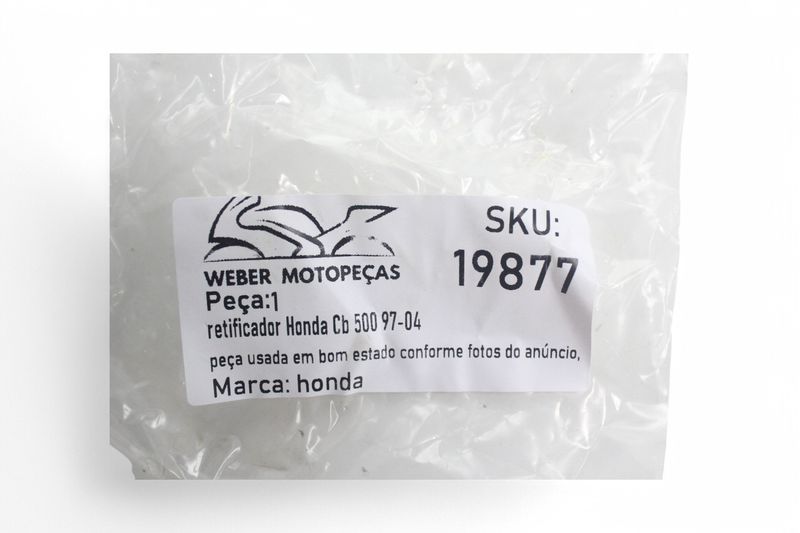 WEBER MOTOPEÇAS
SKU:
19877
Peça:1
retificador Honda Cb 500 97-04
peça usada em bom estado conforme fotos do anúncio,
Marca: honda